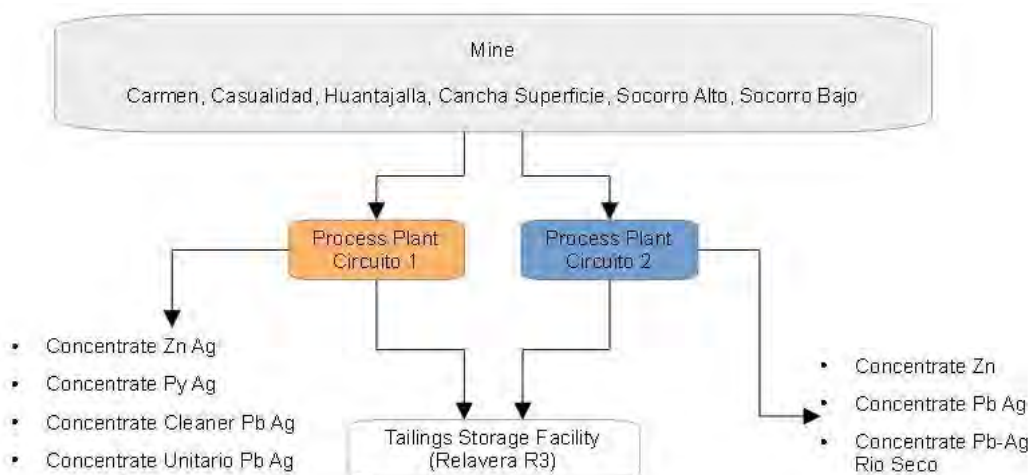 Mine
Carmen, Casualidad, Huantajalla, Cancha Superficie, Socorro Alto, Socorro Bajo
Process Plant
Circuito 1
Process Plant
Circuito 2
• Concentrate Zn Ag
• Concentrate Py Ag
• Concentrate Cleaner Pb Ag
• Concentrate Unitario Pb Ag
Tailings Storage Facility
(Relavera R3)
• Concentrate Zn
• Concentrate Pb Ag
• Concentrate Pb-Ag
Rio Seco